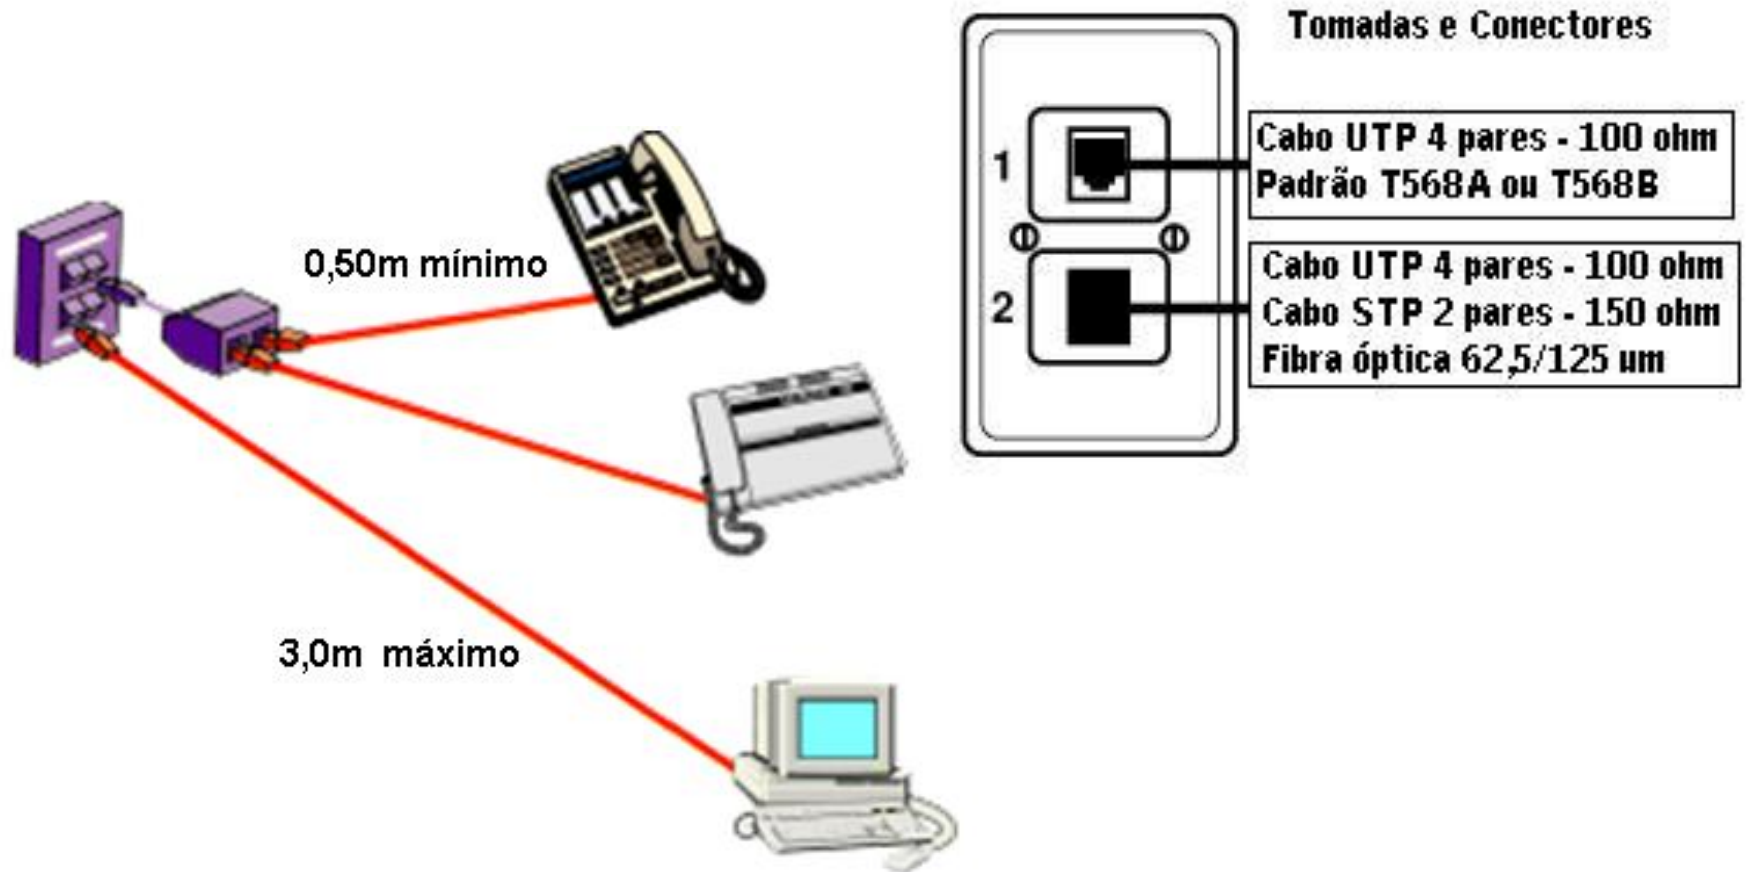 Tomadas e Conectores
1
Cabo UTP 4 pares - 100 ohm
Padrão T568A ou T568B
2
Cabo UTP 4 pares - 100 ohm
Cabo STP 2 pares - 150 ohm
Fibra óptica 62,5/125 um
0,50m mínimo
3,0m máximo